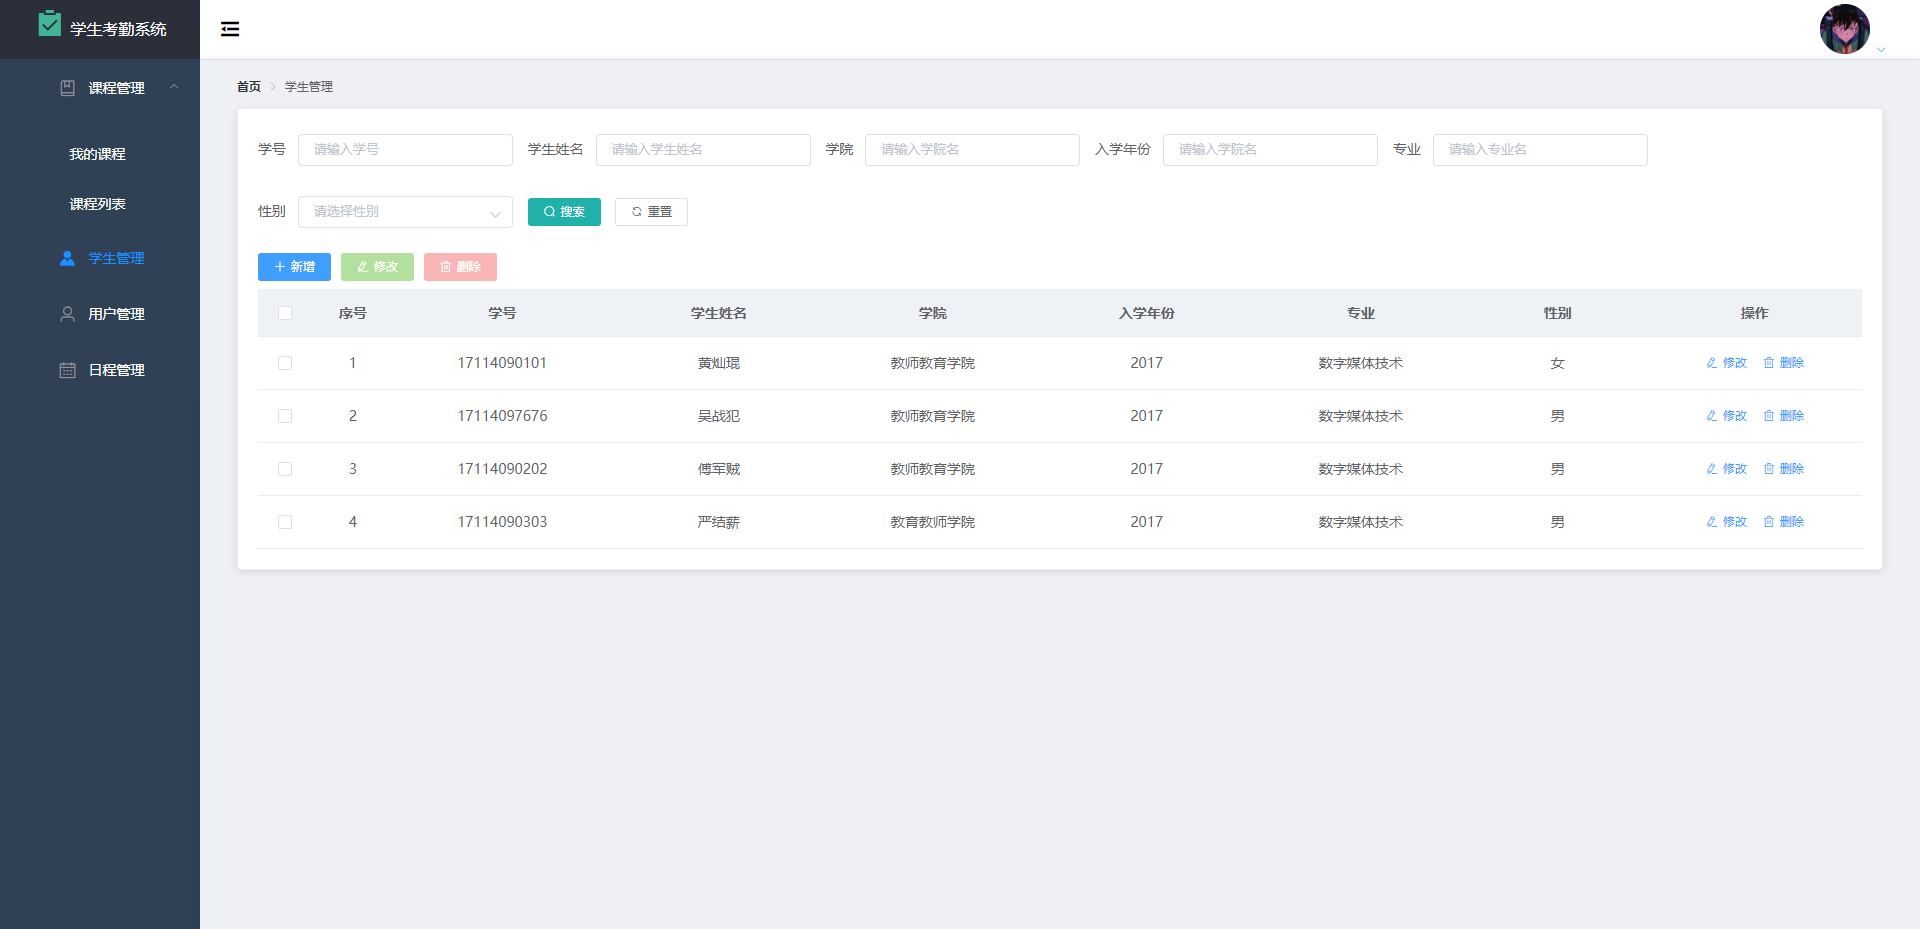 学生考勤系统
课程管理
我的课程
课程列表
学生管理
用户管理
日程管理
首页 学生管理
学号 请输入学号 学生姓名 请输入学生姓名 学院 请输入学院名 入学年份 请输入学院名 专业 请输入专业名
性别 请选择性别 搜索 重置
新增 修改 删除
序号 学号 学生姓名 学院 入学年份 专业 性别 操作
1 17114090101 黄灿琨 教师教育学院 2017 数字媒体技术 女 修改 删除
2 17114097676 吴战犯 教师教育学院 2017 数字媒体技术 男 修改 删除
3 17114090202 傅军贼 教师教育学院 2017 数字媒体技术 男 修改 删除
4 17114090303 严结薪 教育教师学院 2017 数字媒体技术 男 修改 删除